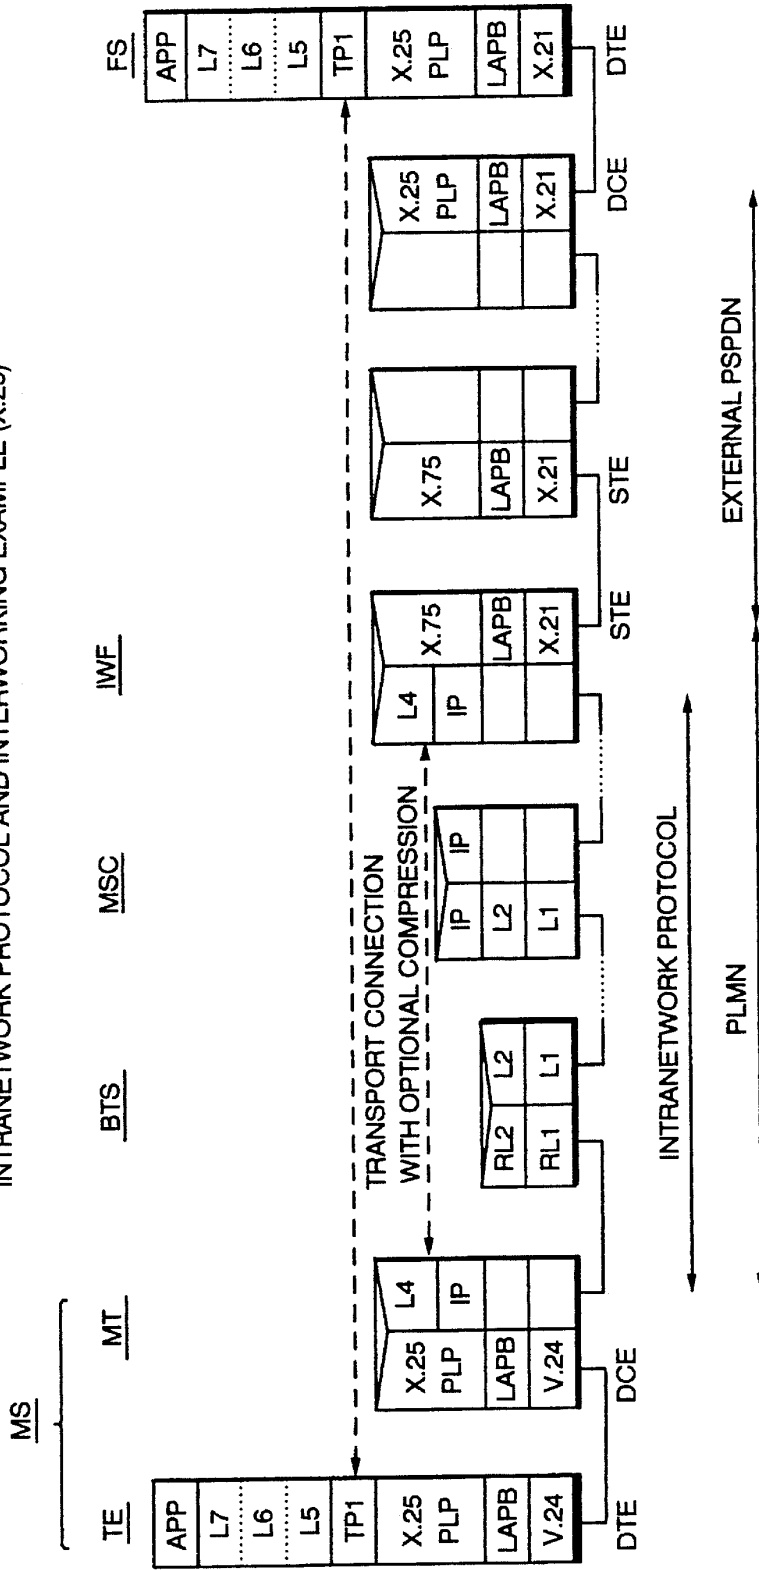 INTRANETWORK PROTOCOL AND INTERWORKING EXAMPLE (X.25)
MS
TE
MT
BTS
MSC
IWF
FS
APP
L7
L6
L5
TP1
X.25
PLP
LAPB
V.24
DTE
X.25
PLP
LAPB
V.24
L4
IP
DCE
TRANSPORT CONNECTION
WITH OPTIONAL COMPRESSION
RL2
RL1
L2
L1
IP
L2
L1
IP
L4
IP
X.75
LAPB
X.21
STE
X.75
LAPB
X.21
STE
X.25
PLP
LAPB
X.21
DCE
APP
L7
L6
L5
TP1
X.25
PLP
LAPB
X.21
DTE
INTRANETWORK PROTOCOL
PLMN
EXTERNAL PSPDN